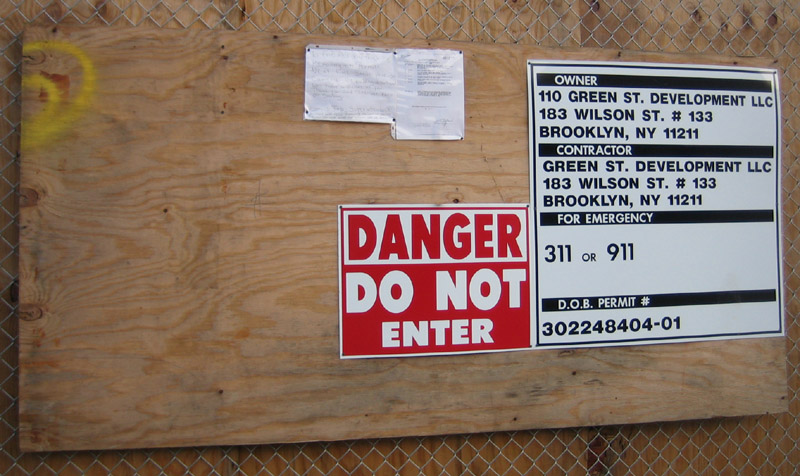 OWNER
110 GREEN ST. DEVELOPMENT LLC
183 WILSON ST. # 133
BROOKLYN, NY 11211
CONTRACTOR
GREEN ST. DEVELOPMENT LLC
183 WILSON ST. # 133
BROOKLYN, NY 11211
FOR EMERGENCY
311 OR 911
D.O.B. PERMIT #
302248404-01
DANGER
DO NOT
ENTER